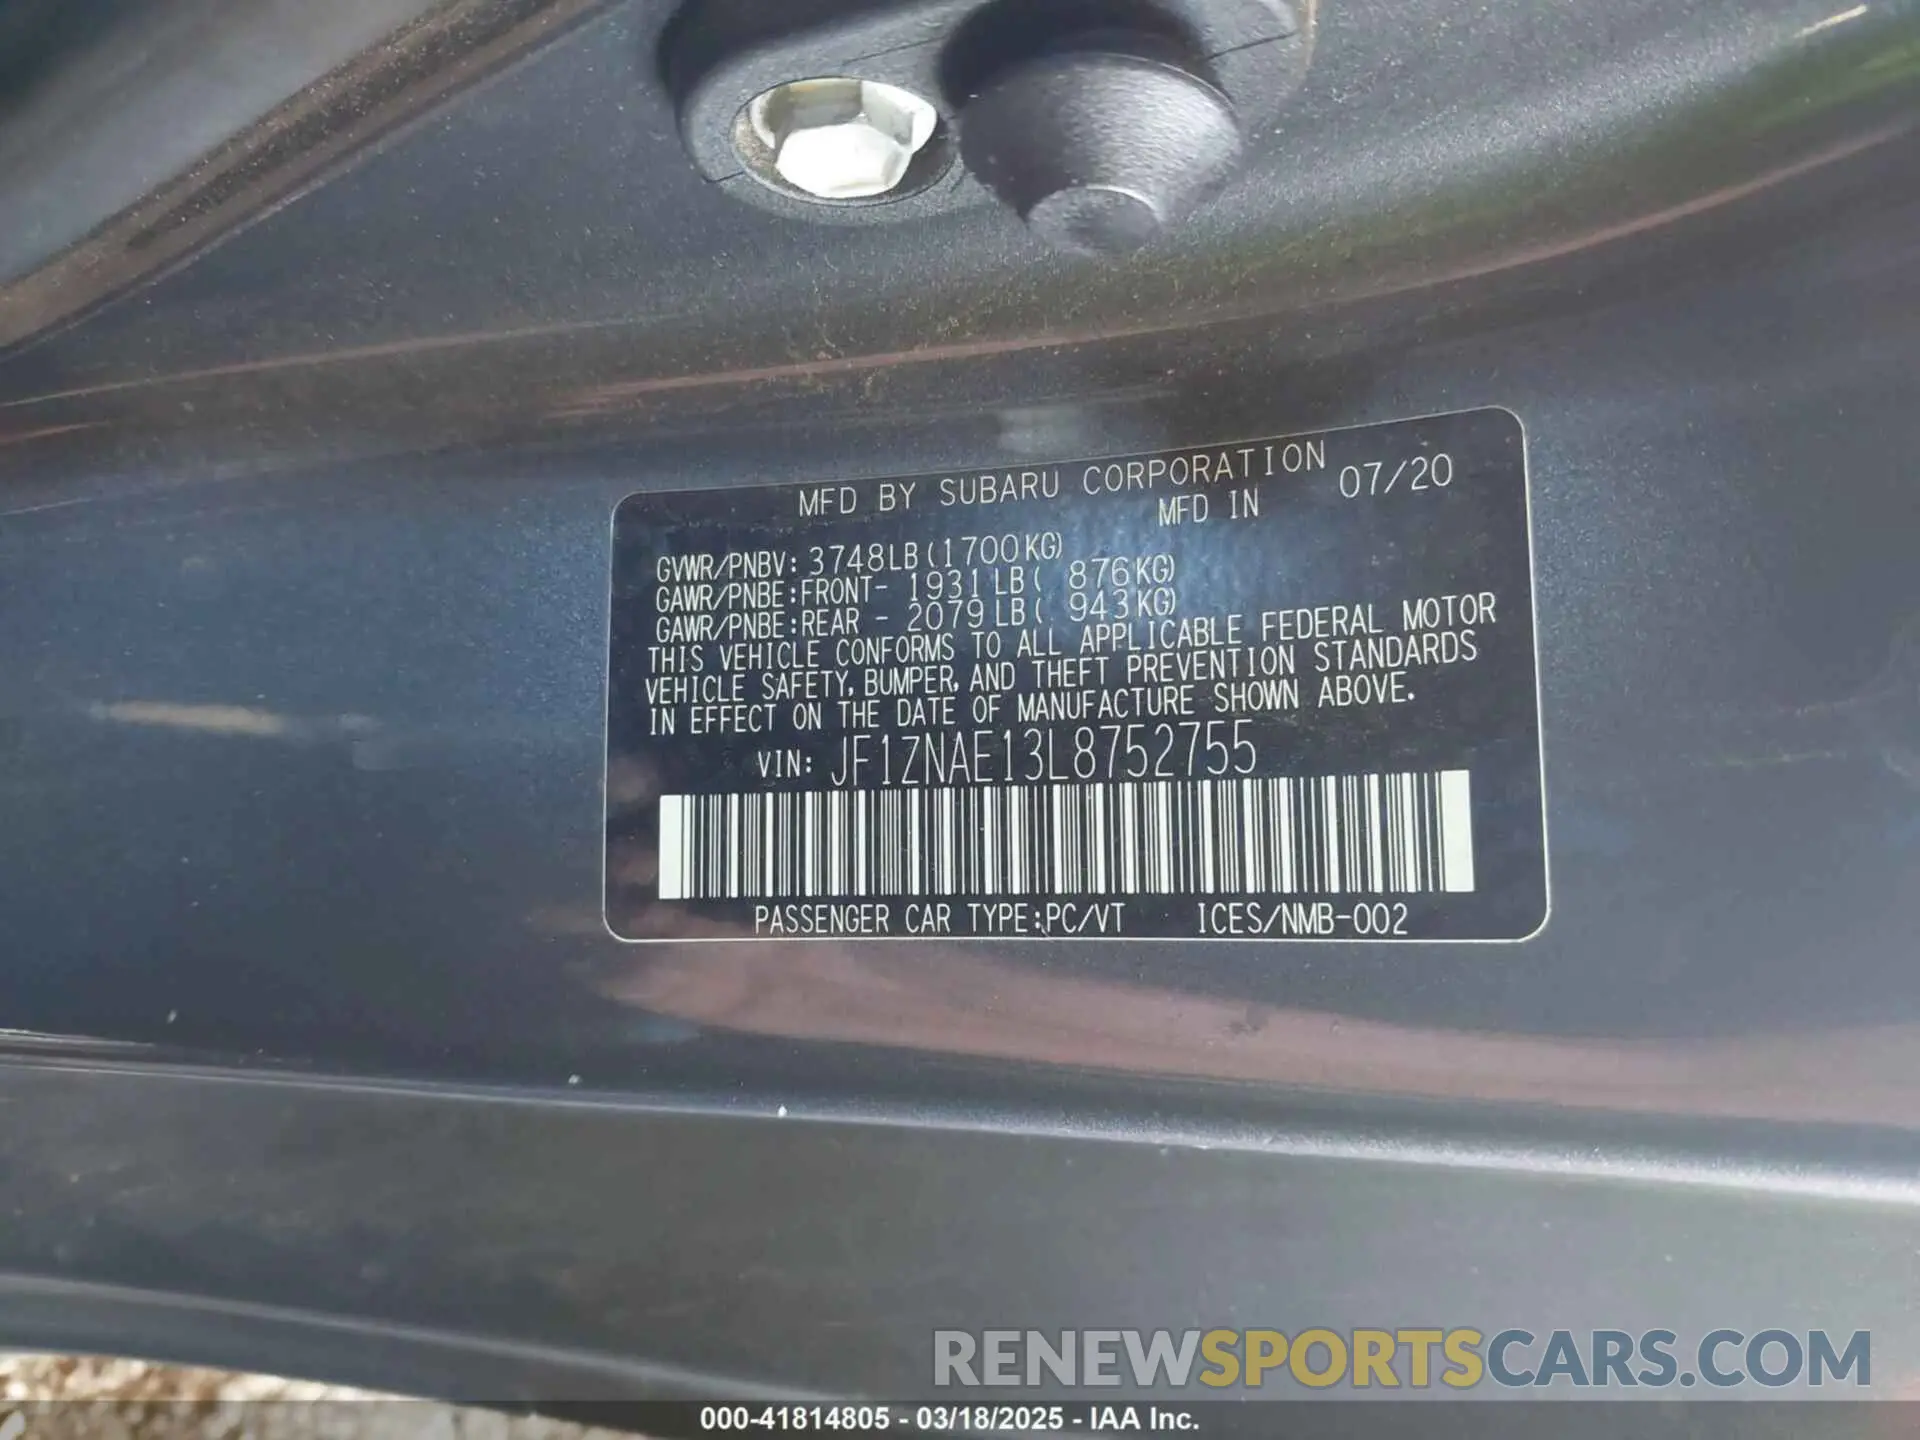 MFD BY SUBARU CORPORATION 07/20
MFD IN
GVWR/PNBV: 3748LB(1700KG)
GAWR/PNBE:FRONT- 1931LB( 876KG)
GAWR/PNBE:REAR - 2079LB( 943KG)
THIS VEHICLE CONFORMS TO ALL APPLICABLE FEDERAL MOTOR
VEHICLE SAFETY, BUMPER, AND THEFT PREVENTION STANDARDS
IN EFFECT ON THE DATE OF MANUFACTURE SHOWN ABOVE.
VIN: JF1ZNAE13L8752755
PASSENGER CAR TYPE:PC/VT ICES/NMB-002
RENEWSPORTSCARS.COM
000-41814805 - 03/18/2025 - IAA Inc.